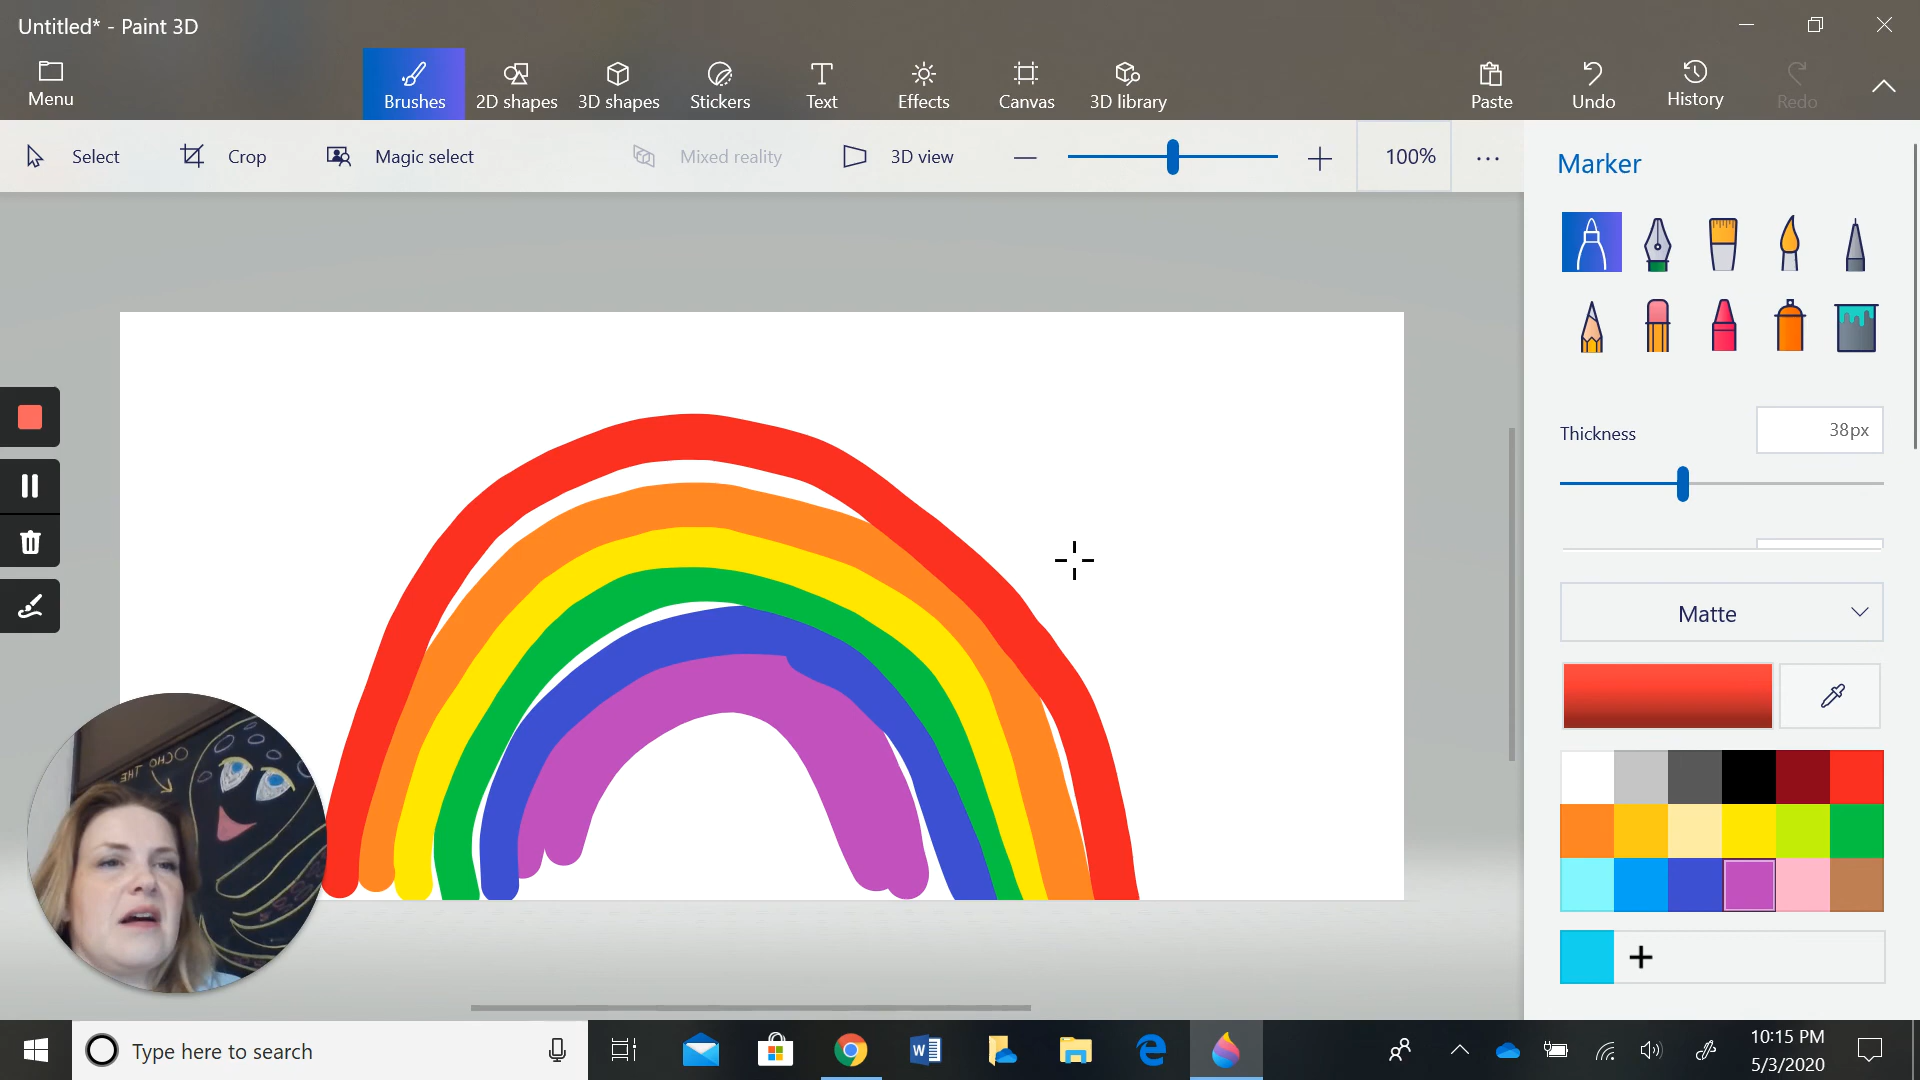 Untitled* - Paint 3D
Menu
Brushes
2D shapes
3D shapes
Stickers
Text
Effects
Canvas
3D library
Paste
Undo
History
Redo
Select
Crop
Magic select
Mixed reality
3D view
100%
Marker
Thickness
38px
Matte
OCHO THE
Type here to search
10:15 PM
5/3/2020